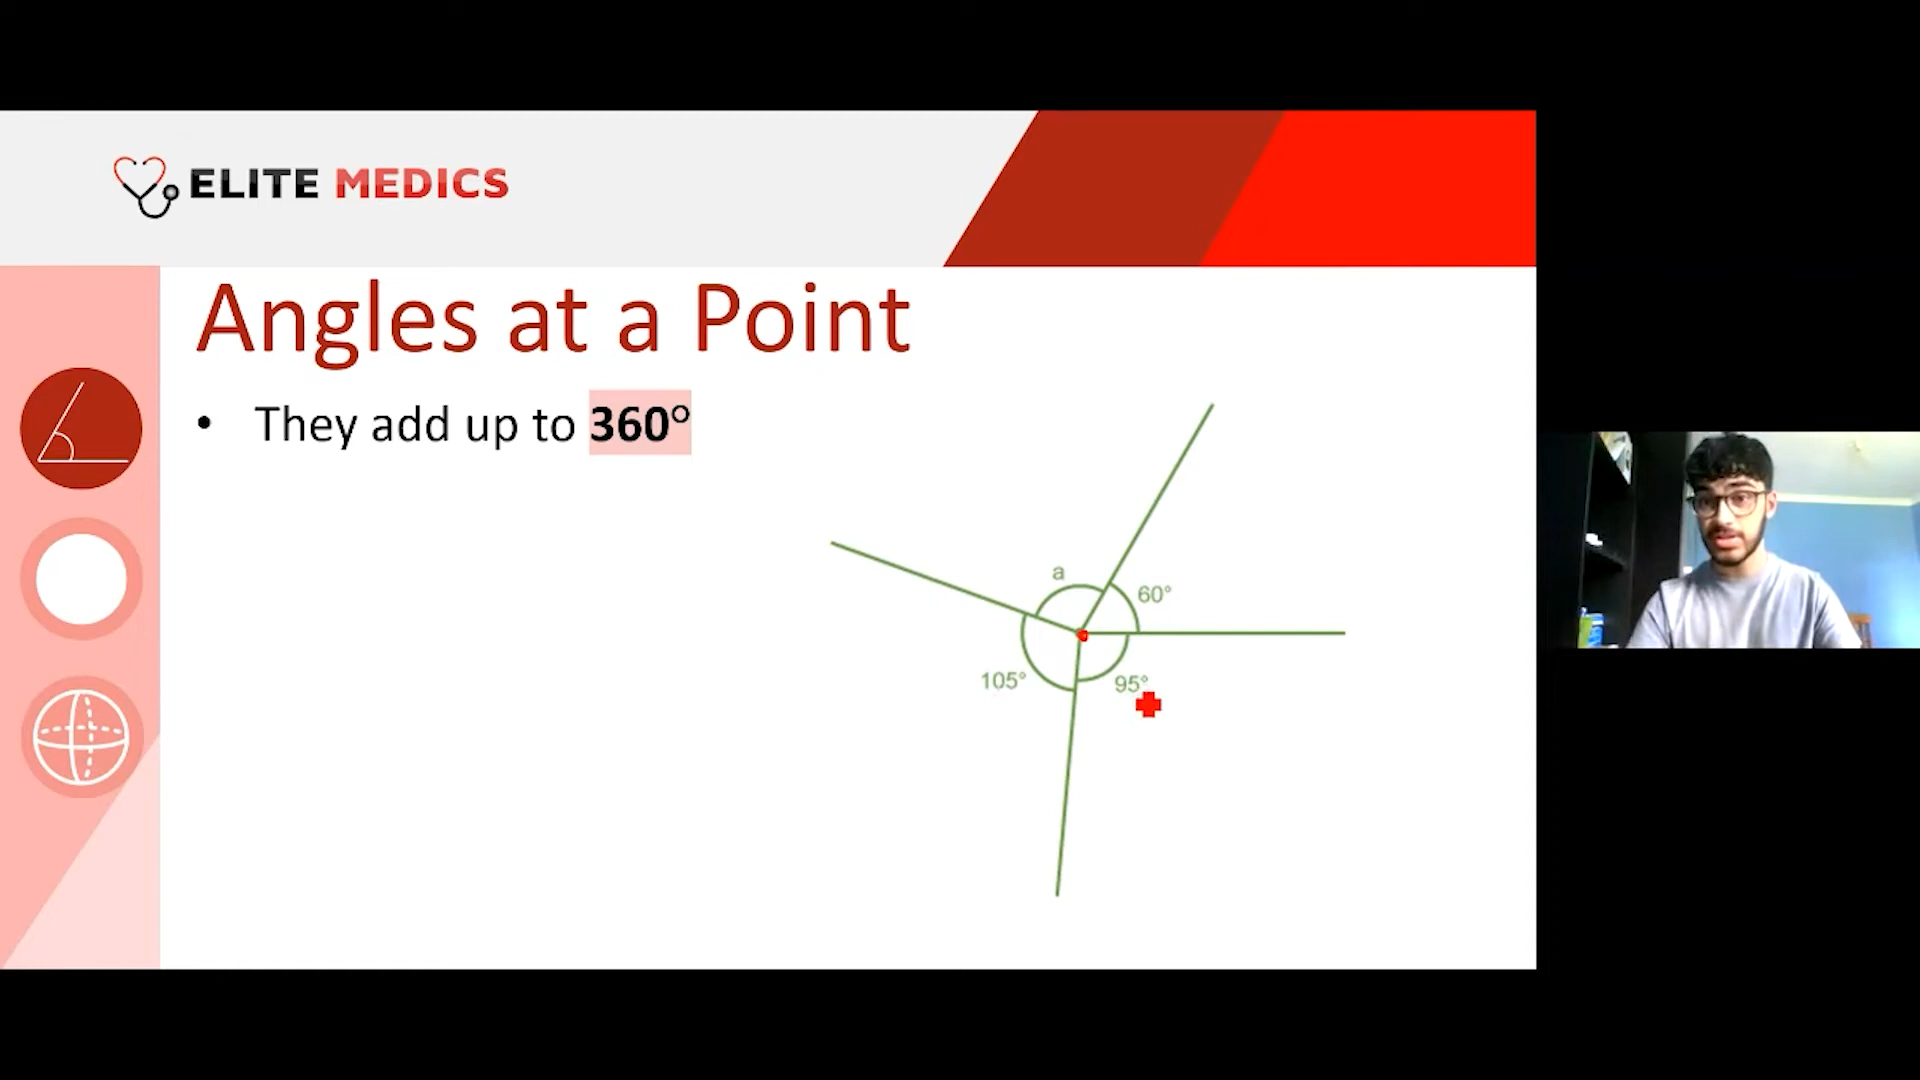 ELITE MEDICS
Angles at a Point
• They add up to 360°
a
60°
105°
95°